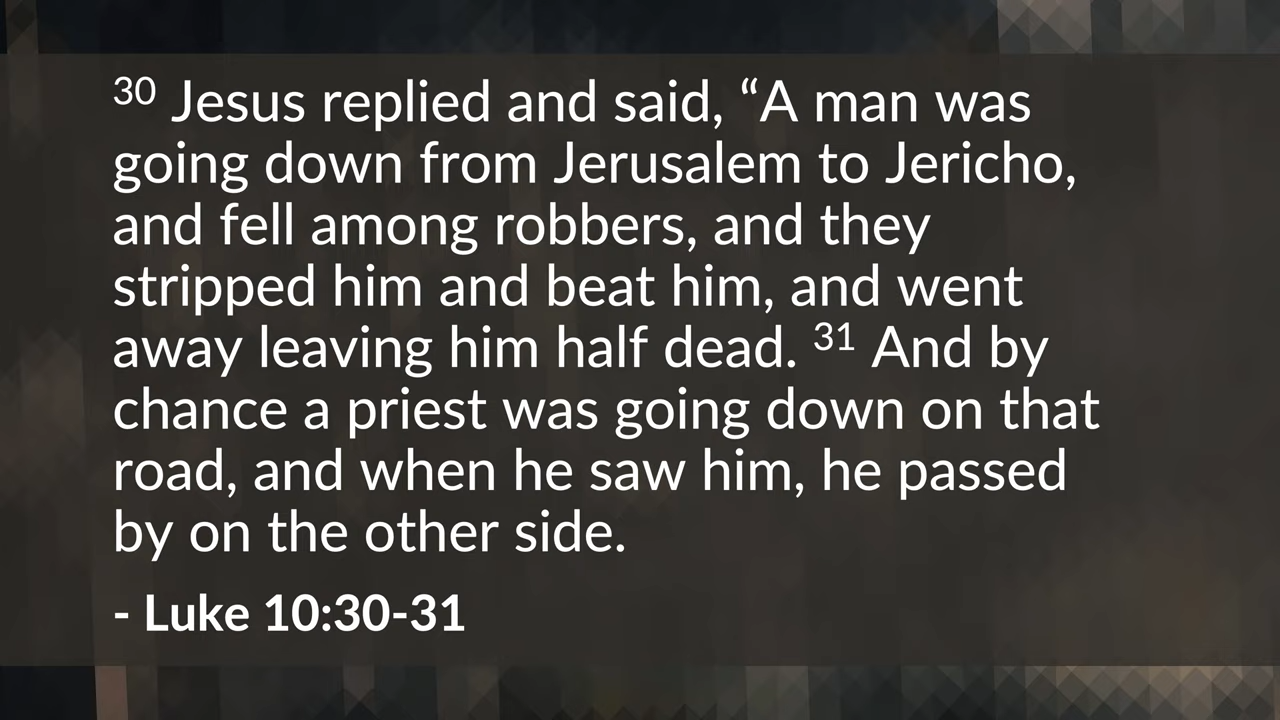 30 Jesus replied and said, “A man was
going down from Jerusalem to Jericho,
and fell among robbers, and they
stripped him and beat him, and went
away leaving him half dead. 31 And by
chance a priest was going down on that
road, and when he saw him, he passed
by on the other side.
- Luke 10:30-31